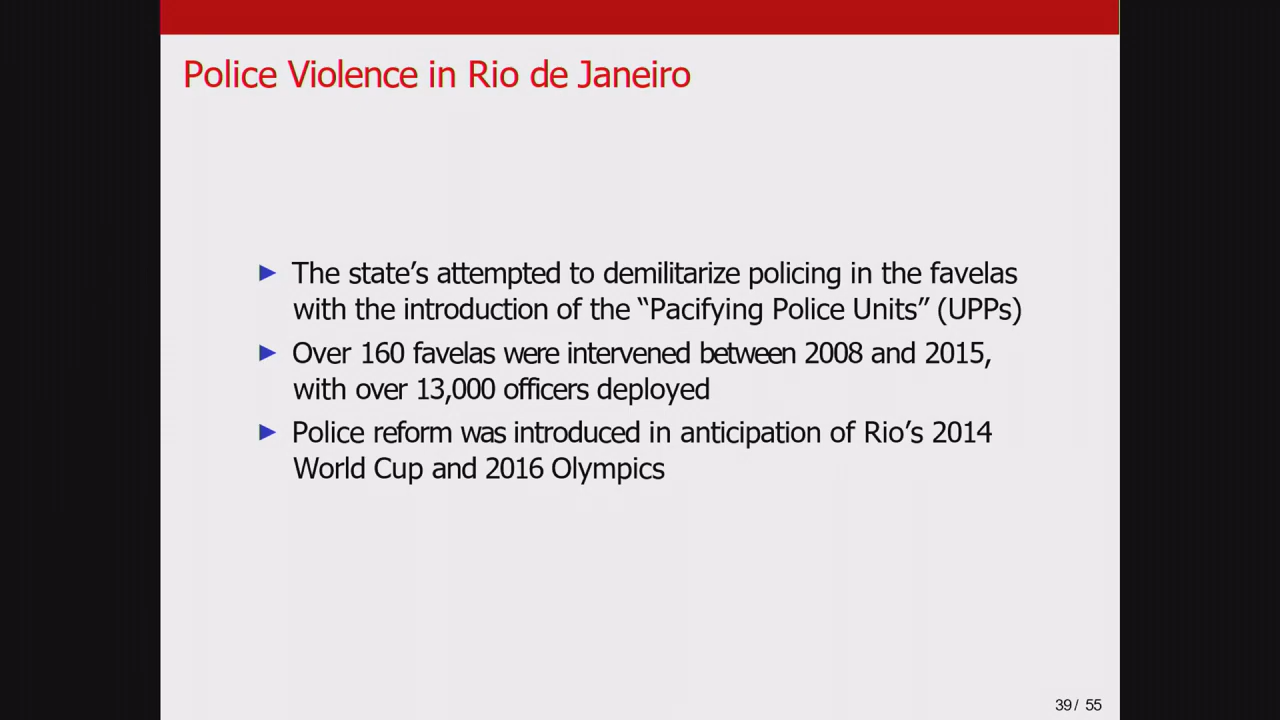 Police Violence in Rio de Janeiro
► The state’s attempted to demilitarize policing in the favelas
with the introduction of the “Pacifying Police Units” (UPPs)
► Over 160 favelas were intervened between 2008 and 2015,
with over 13,000 officers deployed
► Police reform was introduced in anticipation of Rio’s 2014
World Cup and 2016 Olympics
39 / 55